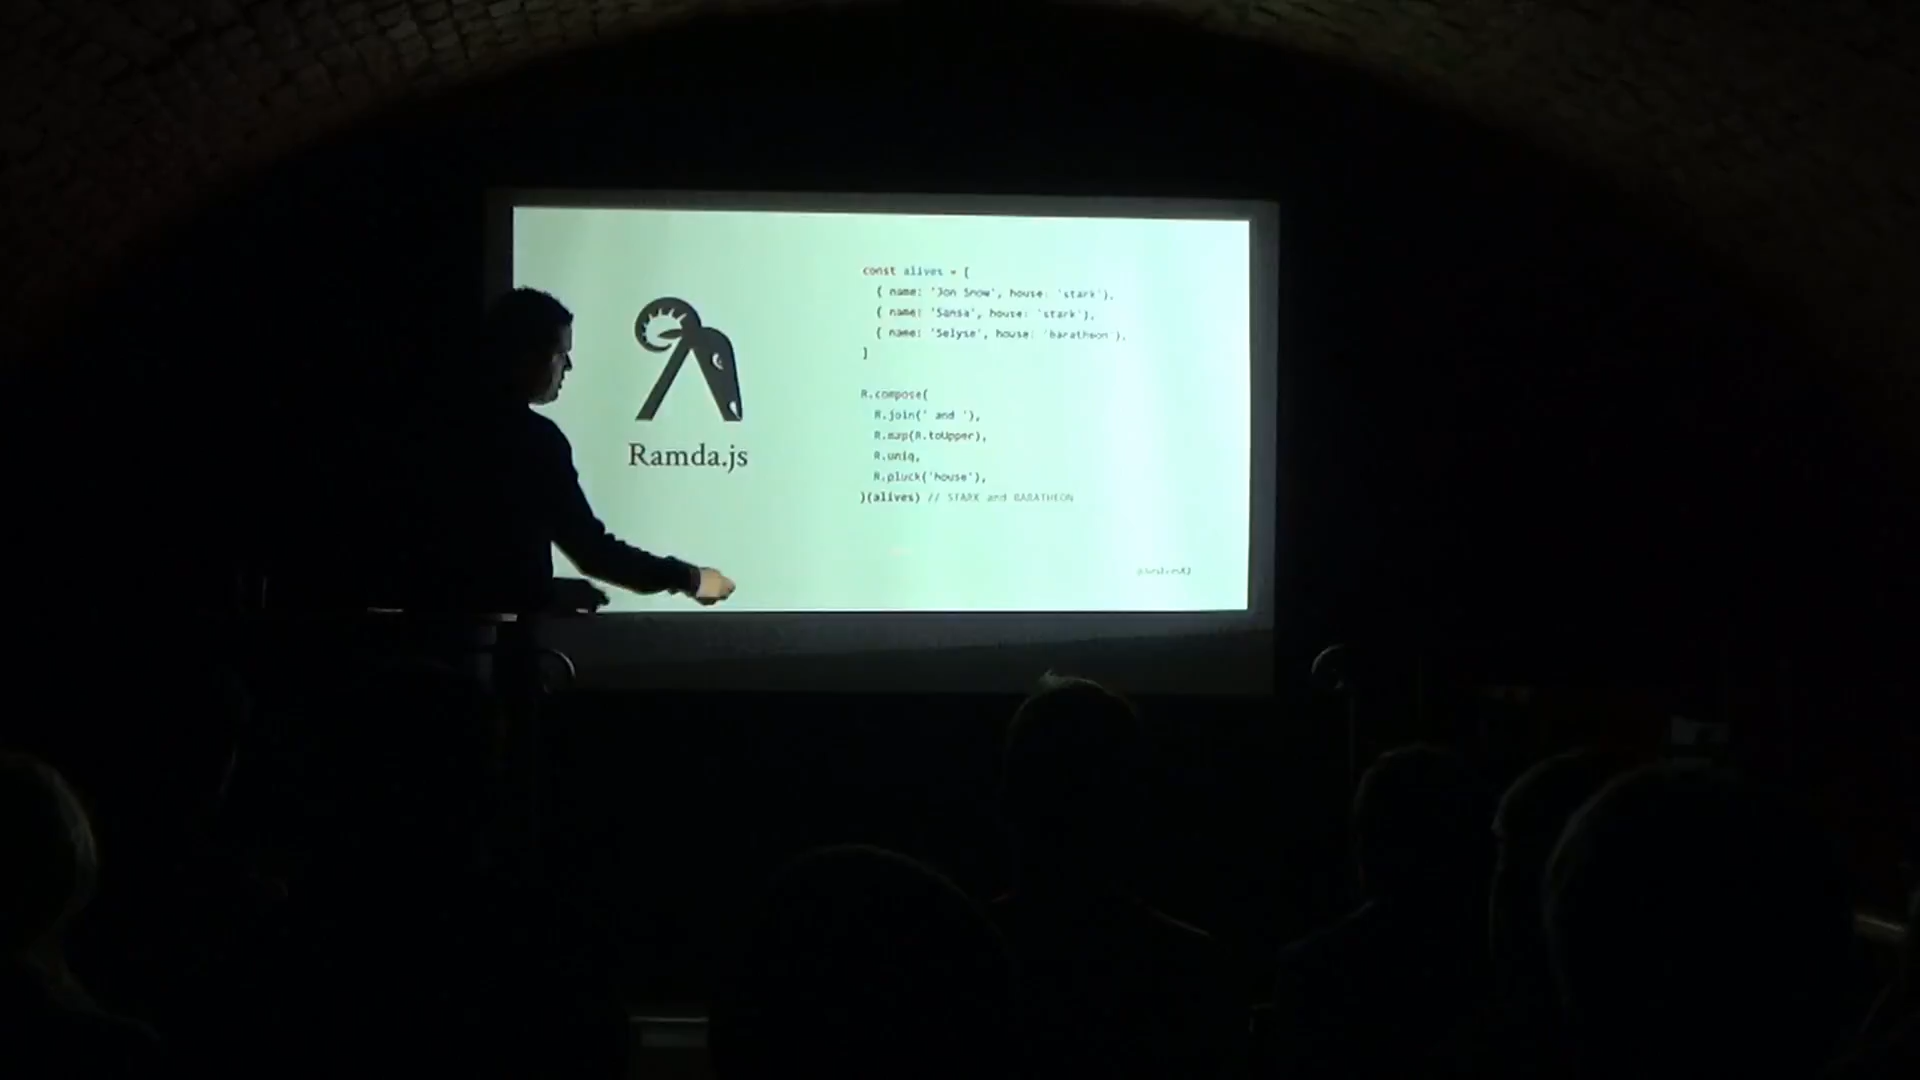 Ramda.js
const alives = [
{ name: 'Jon Snow', house: 'stark'},
{ name: 'Sansa', house: 'stark'},
{ name: 'Selyse', house: 'baratheon'},
]
R.compose(
R.join(' and '),
R.map(R.toUpper),
R.uniq,
R.pluck('house'),
)(alives) // STARK and BARATHEON